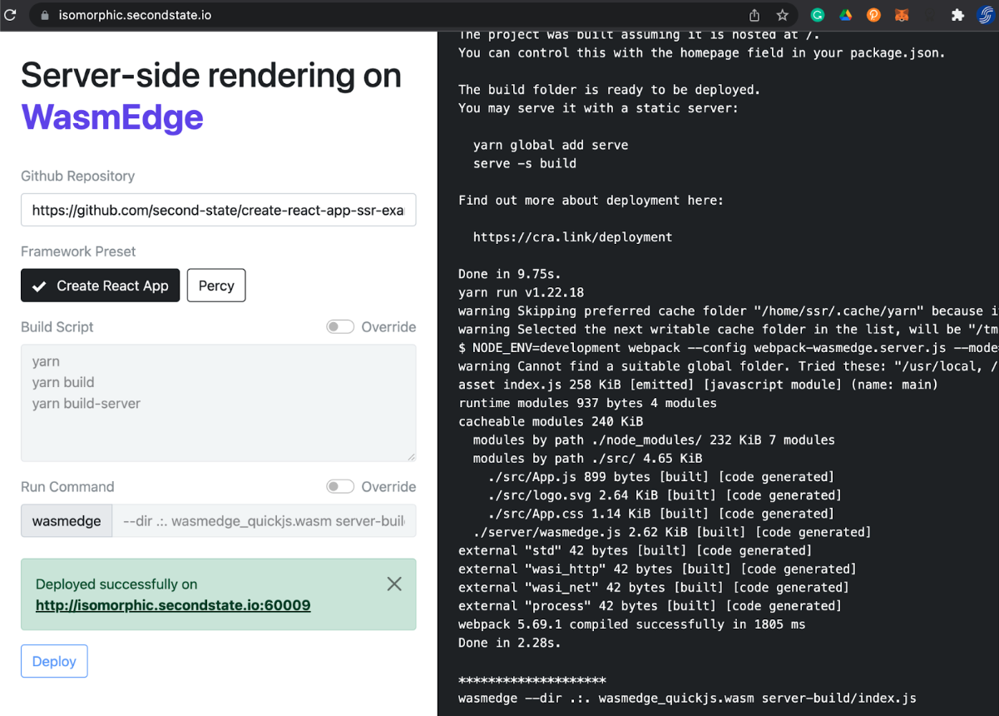 isomorphic.secondstate.io
Server-side rendering on
WasmEdge
Github Repository
https://github.com/second-state/create-react-app-ssr-exa
Framework Preset
Create React App
Percy
Build Script
Override
yarn
yarn build
yarn build-server
Run Command
Override
wasmedge
--dir .:. wasmedge_quickjs.wasm server-buil
Deployed successfully on
http://isomorphic.secondstate.io:60009
Deploy
The project was built assuming it is hosted at /.
You can control this with the homepage field in your package.json.
The build folder is ready to be deployed.
You may serve it with a static server:
yarn global add serve
serve -s build
Find out more about deployment here:
https://cra.link/deployment
Done in 9.75s.
yarn run v1.22.18
warning Skipping preferred cache folder "/home/ssr/.cache/yarn" because i
warning Selected the next writable cache folder in the list, will be "/tm
$ NODE_ENV=development webpack --config webpack-wasmedge.server.js --mode
warning Cannot find a suitable global folder. Tried these: "/usr/local, /
asset index.js 258 KiB [emitted] [javascript module] (name: main)
runtime modules 937 bytes 4 modules
cacheable modules 240 KiB
modules by path ./node_modules/ 232 KiB 7 modules
modules by path ./src/ 4.65 KiB
./src/App.js 899 bytes [built] [code generated]
./src/logo.svg 2.64 KiB [built] [code generated]
./src/App.css 1.14 KiB [built] [code generated]
./server/wasmedge.js 2.62 KiB [built] [code generated]
external "std" 42 bytes [built] [code generated]
external "wasi_http" 42 bytes [built] [code generated]
external "wasi_net" 42 bytes [built] [code generated]
external "process" 42 bytes [built] [code generated]
webpack 5.69.1 compiled successfully in 1805 ms
Done in 2.28s.
********************
wasmedge --dir .:. wasmedge_quickjs.wasm server-build/index.js